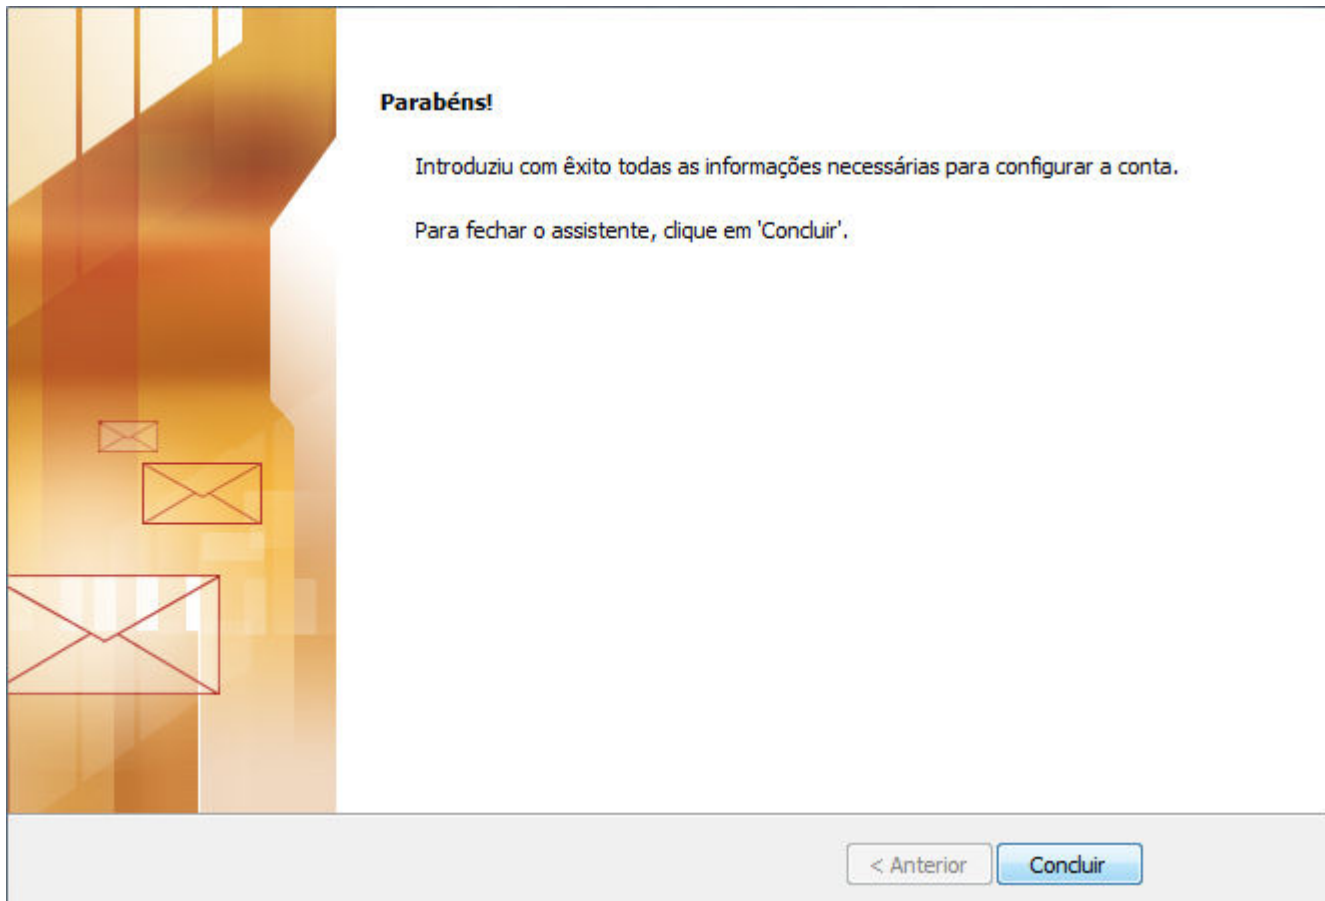 Parabéns!
Introduziu com êxito todas as informações necessárias para configurar a conta.
Para fechar o assistente, clique em 'Concluir'.
< Anterior
Concluir